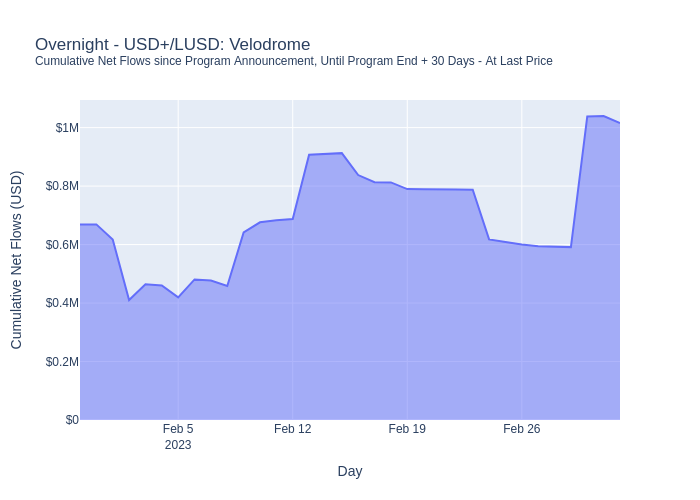 Overnight - USD+/LUSD: Velodrome
Cumulative Net Flows since Program Announcement, Until Program End + 30 Days - At Last Price
Cumulative Net Flows (USD)
$1M
$0.8M
$0.6M
$0.4M
$0.2M
$0
Feb 5
2023
Feb 12
Feb 19
Feb 26
Day